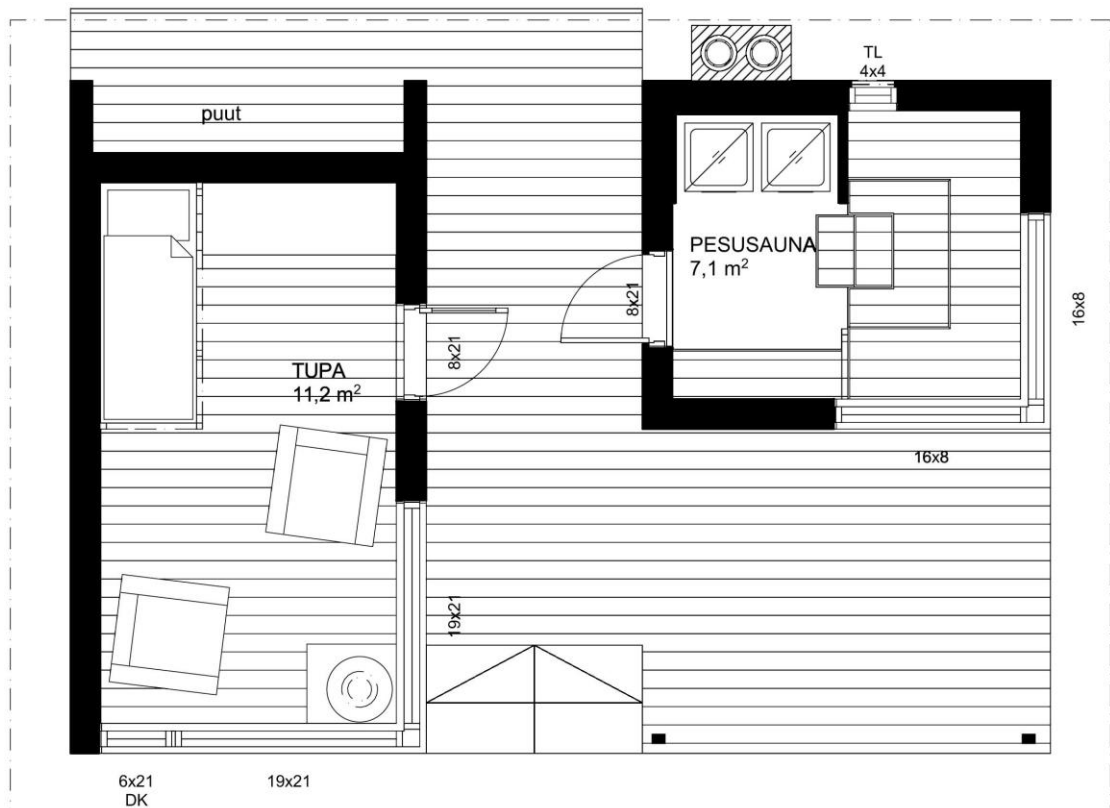 TL
4x4
puut
PESUSAUNA
7,1 m²
8x21
16x8
8x21
TUPA
11,2 m²
16x8
19x21
6x21
DK
19x21